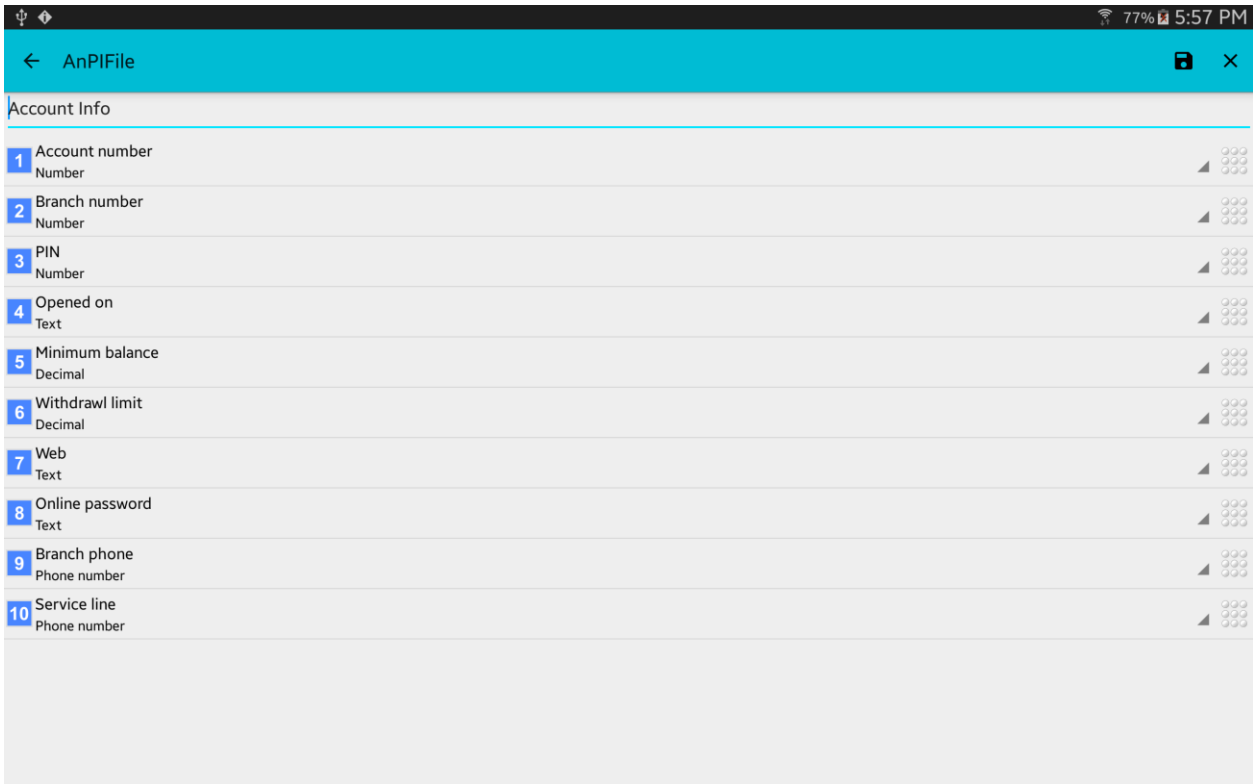 77% 5:57 PM
AnPIFile
Account Info
1 Account number
Number
2 Branch number
Number
3 PIN
Number
4 Opened on
Text
5 Minimum balance
Decimal
6 Withdrawl limit
Decimal
7 Web
Text
8 Online password
Text
9 Branch phone
Phone number
10 Service line
Phone number